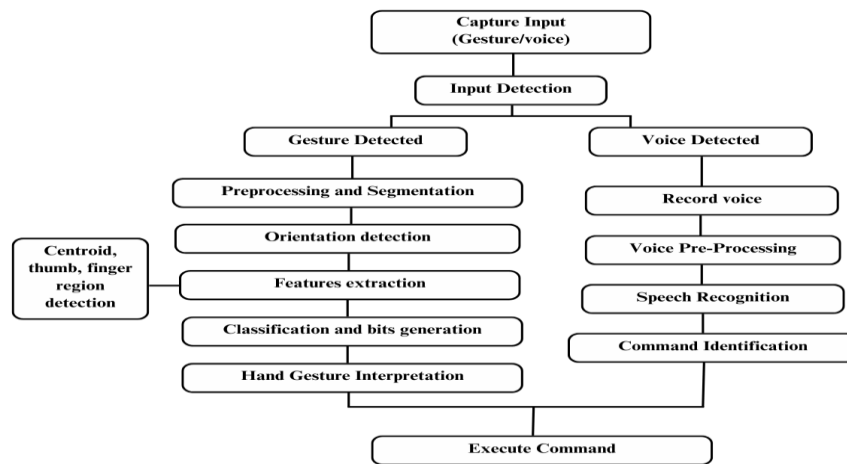 Capture Input
(Gesture/voice)
Input Detection
Gesture Detected
Voice Detected
Preprocessing and Segmentation
Record voice
Orientation detection
Voice Pre-Processing
Centroid,
thumb, finger
region
detection
Features extraction
Speech Recognition
Classification and bits generation
Command Identification
Hand Gesture Interpretation
Execute Command